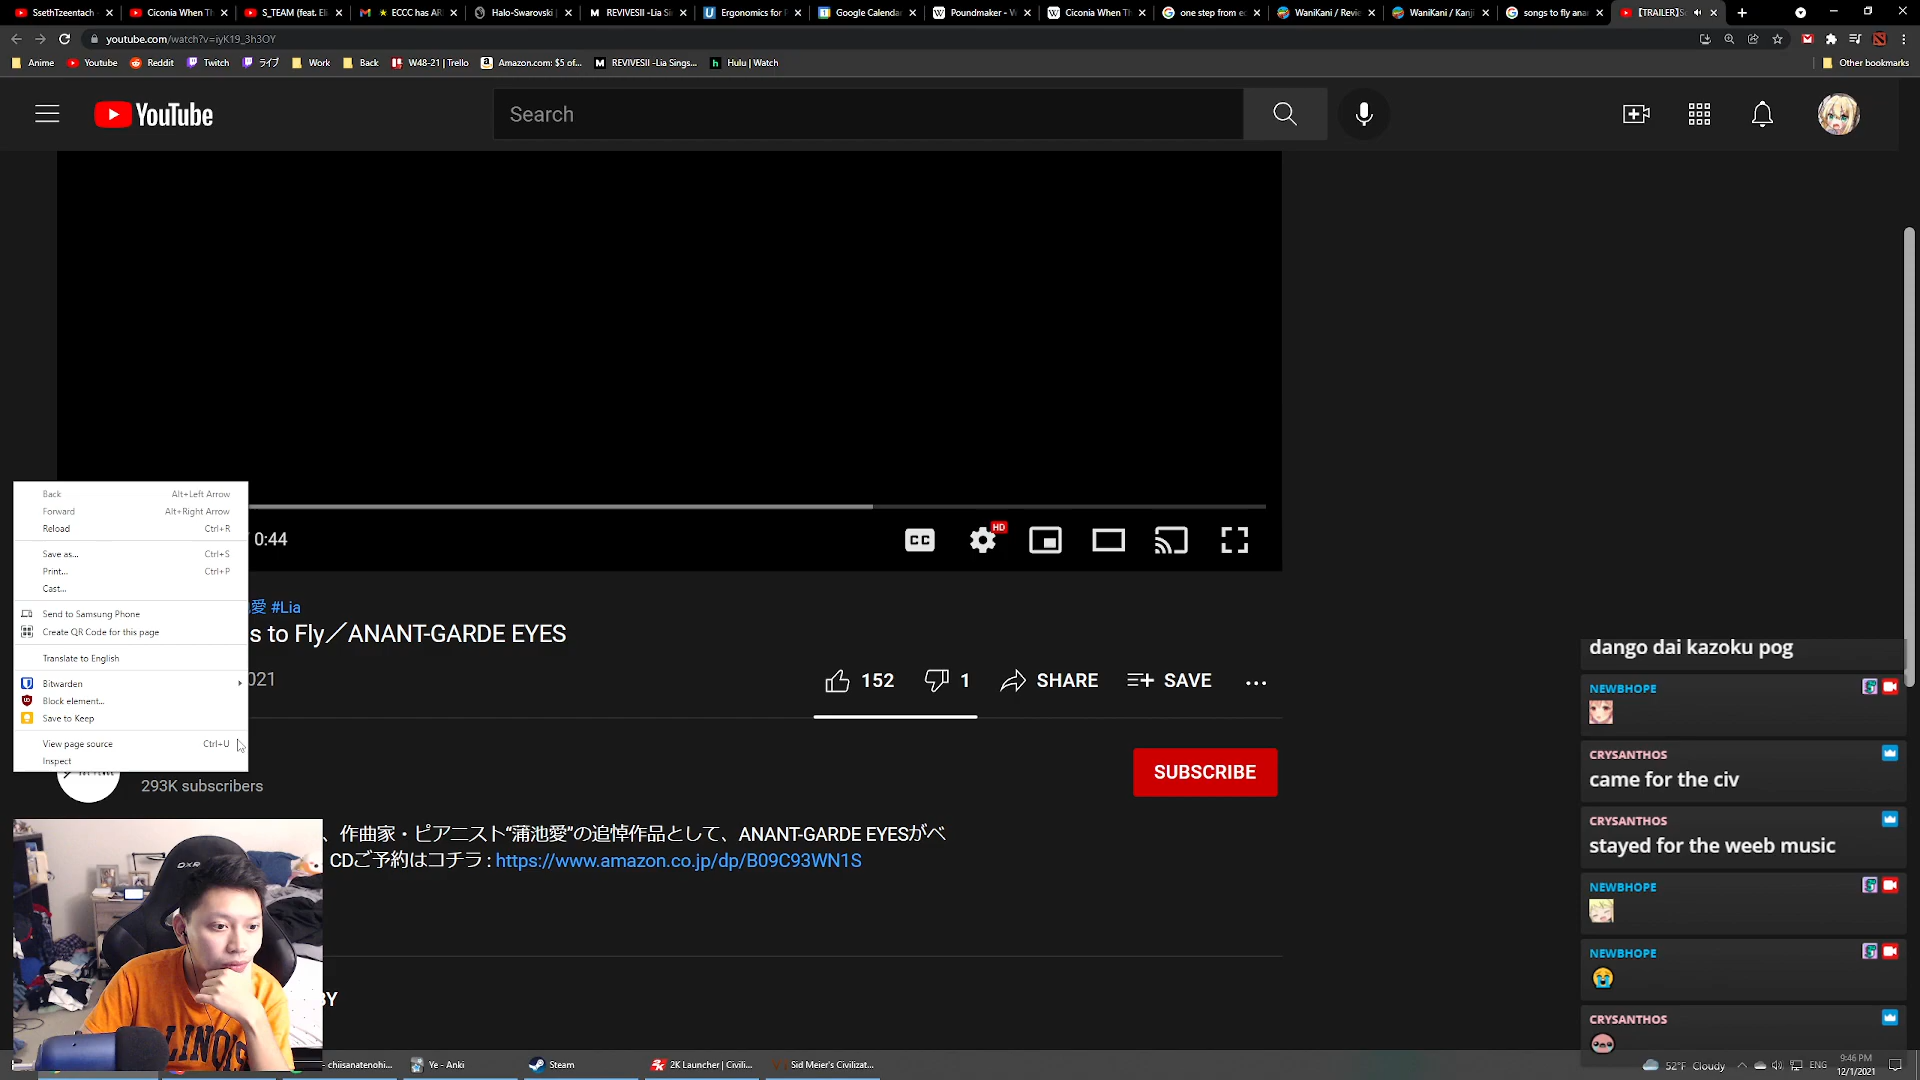 SsethTzeentach
Ciconia When Th
S_TEAM (feat. Eli
ECCC has AR
Halo-Swarovski
REVIVESII -Lia Si
Ergonomics for P
Google Calendar
Poundmaker - W
Ciconia When Th
one step from ed
WaniKani / Revie
WaniKani / Kanji
songs to fly ana
【TRAILER】So
youtube.com/watch?v=iyK19_3h3OY
Anime
Youtube
Reddit
Twitch
ライブ
Work
Back
W48-21 | Trello
Amazon.com: $5 of...
REVIVESII -Lia Sings...
Hulu | Watch
Other bookmarks
YouTube
Search
Back Alt+Left Arrow
Forward Alt+Right Arrow
Reload Ctrl+R
Save as... Ctrl+S
Print... Ctrl+P
Cast...
Send to Samsung Phone
Create QR Code for this page
Translate to English
Bitwarden
Block element...
Save to Keep
View page source Ctrl+U
Inspect
0:44
CC
HD
愛 #Lia
s to Fly／ANANT-GARDE EYES
021
152
1
SHARE
SAVE
293K subscribers
SUBSCRIBE
、作曲家・ピアニスト“蒲池愛”の追悼作品として、ANANT-GARDE EYESがベ
CDご予約はコチラ : https://www.amazon.co.jp/dp/B09C93WN1S
BY
DXR
LINOIS
dango dai kazoku pog
NEWBHOPE
CRYSANTHOS
came for the civ
CRYSANTHOS
stayed for the weeb music
NEWBHOPE
NEWBHOPE
CRYSANTHOS
- chiisanatenohi...
Ye - Anki
Steam
2K Launcher | Civili...
Sid Meier's Civilizat...
52°F Cloudy
ENG
9:46 PM
12/1/2021